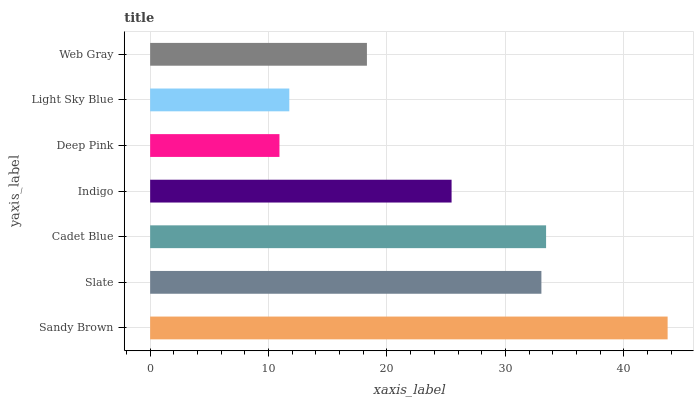 title
Web Gray
Light Sky Blue
Deep Pink
Indigo
Cadet Blue
Slate
Sandy Brown
yaxis_label
0 10 20 30 40
xaxis_label